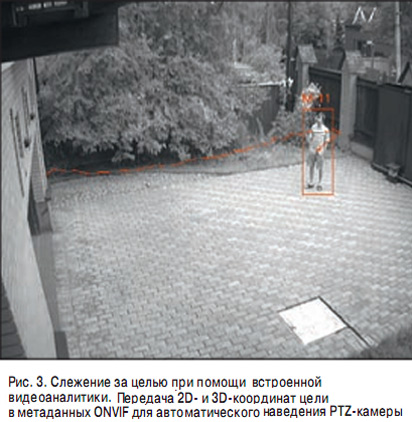 Рис. 3. Слежение за целью при помощи встроенной
видеоаналитики. Передача 2D- и 3D-координат цели
в метаданных ONVIF для автоматического наведения PTZ-камеры